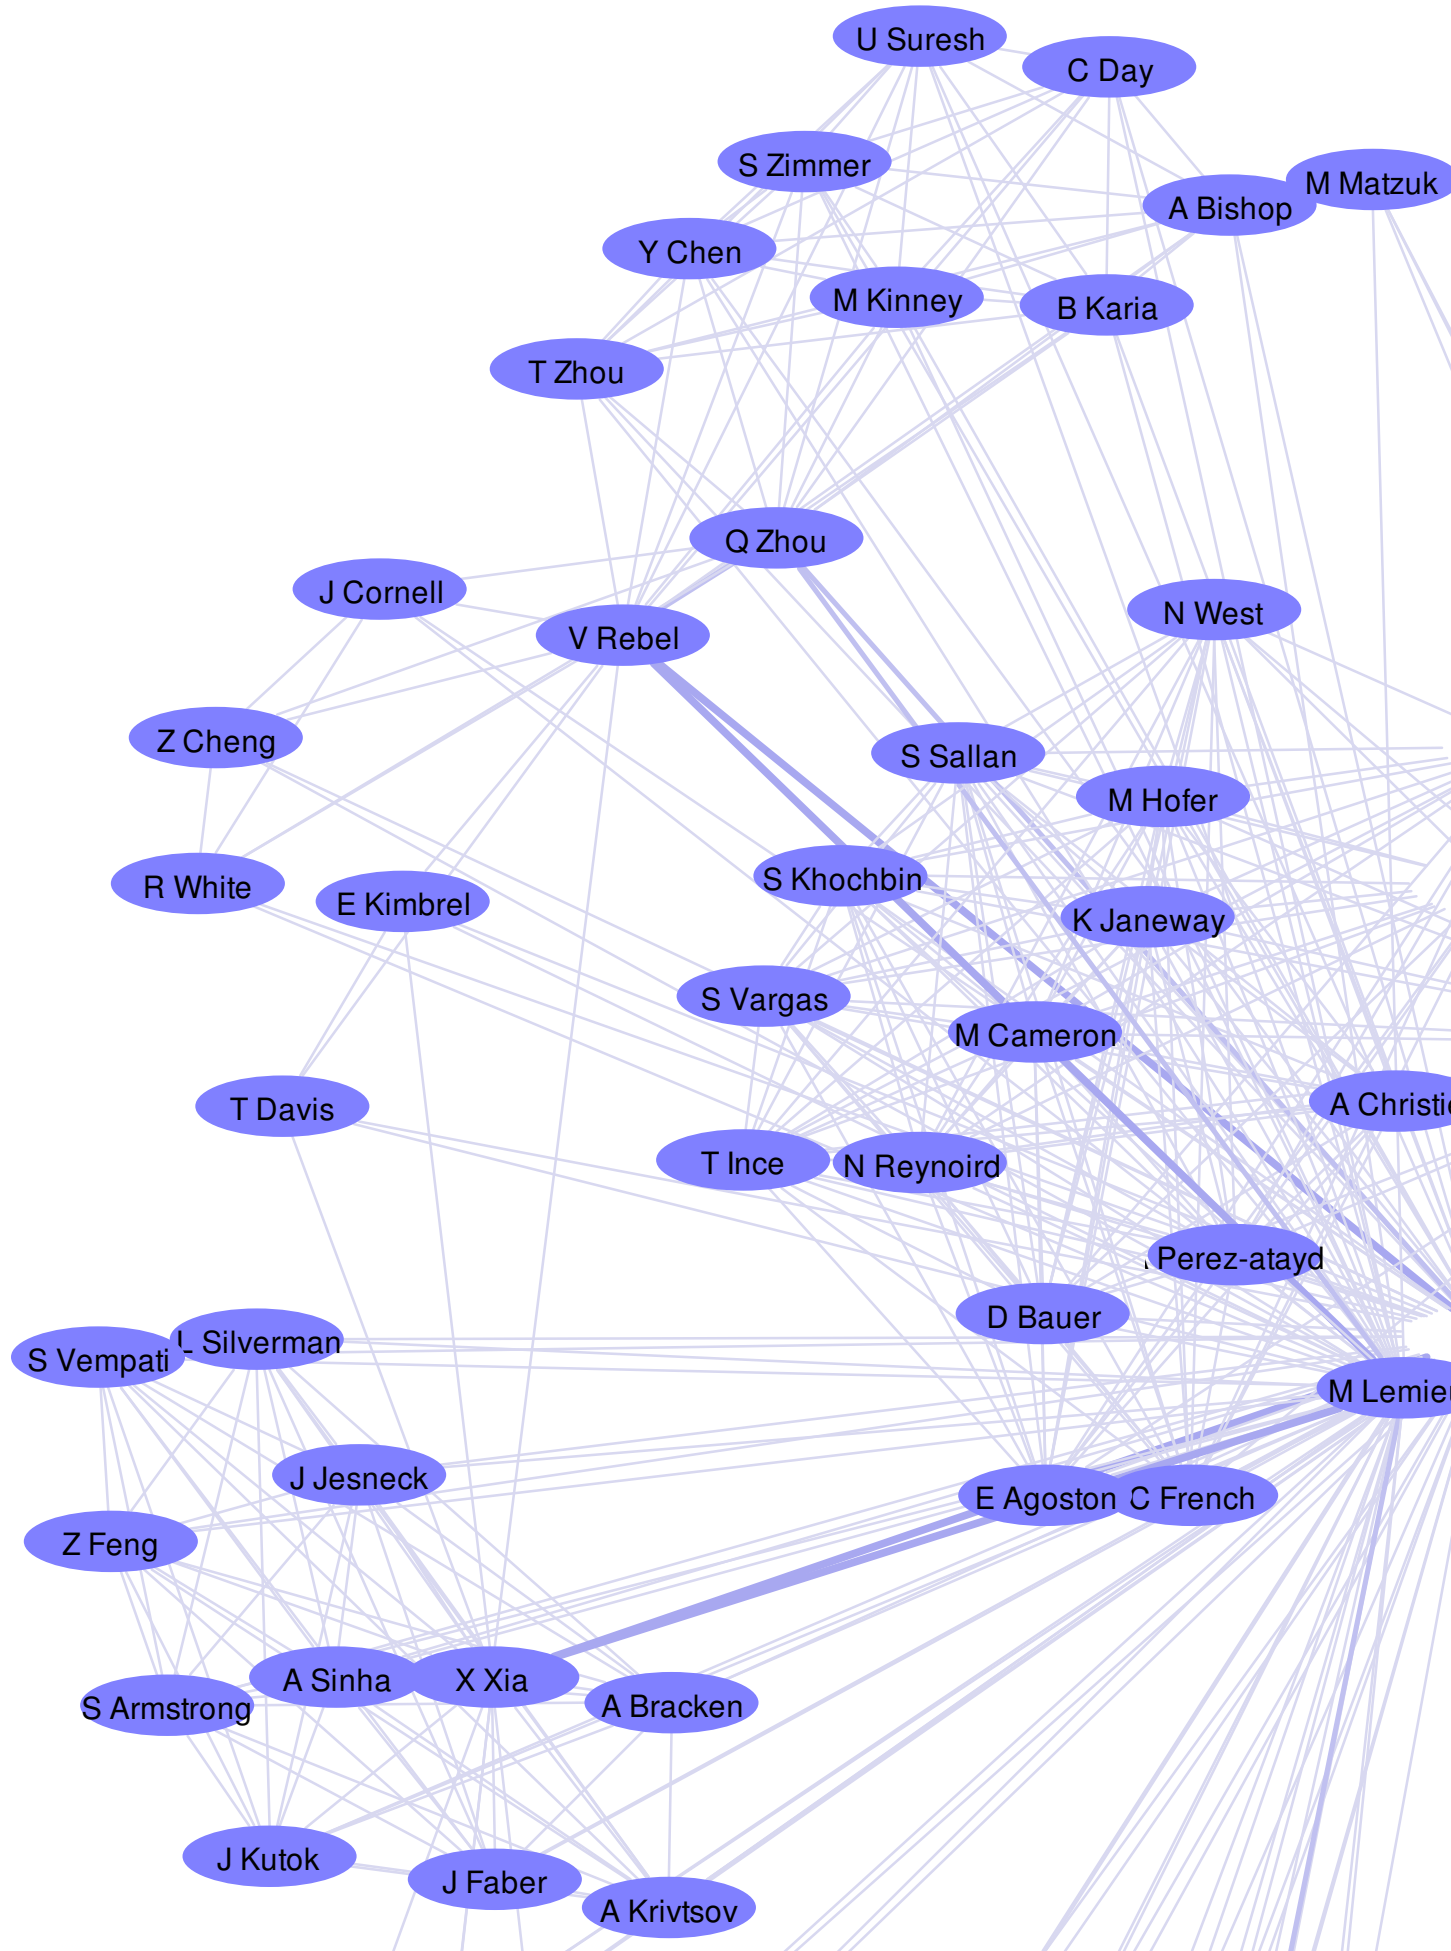 U Suresh
C Day
S Zimmer
M Matzuk
A Bishop
Y Chen
M Kinney
B Karia
T Zhou
Q Zhou
J Cornell
N West
V Rebel
Z Cheng
S Sallan
M Hofer
S Khochbin
R White
E Kimbrel
K Janeway
S Vargas
M Cameron
T Davis
A Christie
T Ince
N Reynoird
Perez-atayd
D Bauer
L Silverman
S Vempati
M Lemier
J Jesneck
E Agoston
C French
Z Feng
A Sinha
X Xia
A Bracken
S Armstrong
J Kutok
J Faber
A Krivtsov